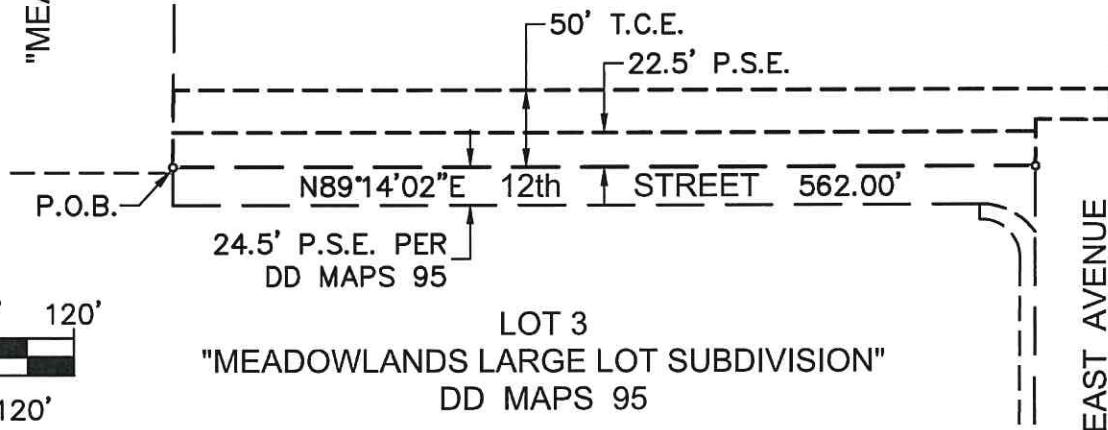 "MEA
50' T.C.E.
22.5' P.S.E.
N89°14'02"E 12th STREET 562.00'
P.O.B.
24.5' P.S.E. PER
DD MAPS 95
' 120'
120'
LOT 3
"MEADOWLANDS LARGE LOT SUBDIVISION"
DD MAPS 95
EAST AVENUE